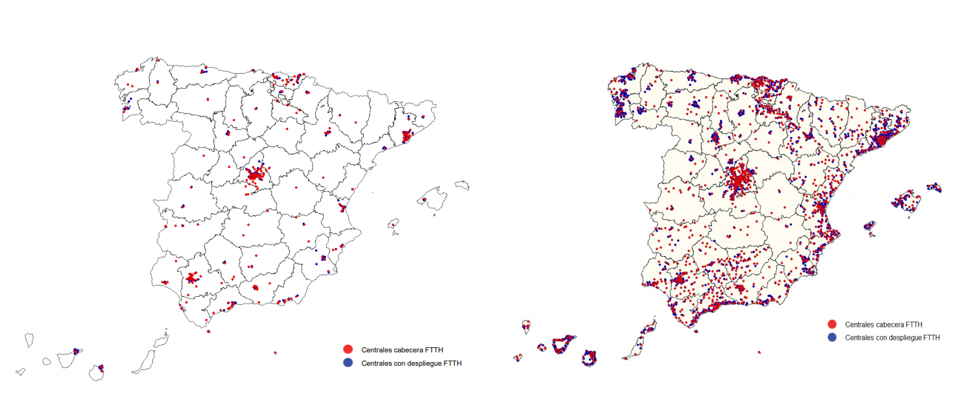 Centrales cabecera FTTH
Centrales con despliegue FTTH
Centrales cabecera FTTH
Centrales con despliegue FTTH